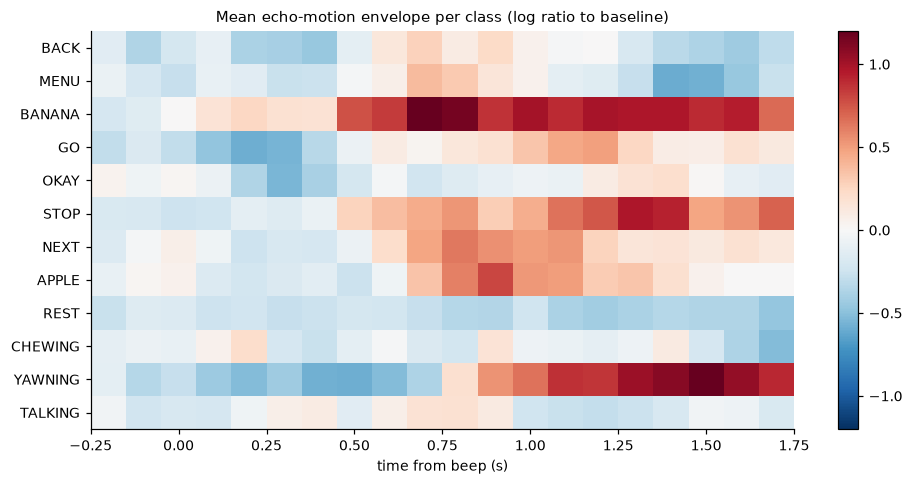 Mean echo-motion envelope per class (log ratio to baseline)
BACK
MENU
BANANA
GO
OKAY
STOP
NEXT
APPLE
REST
CHEWING
YAWNING
TALKING
−0.25 0.00 0.25 0.50 0.75 1.00 1.25 1.50 1.75
time from beep (s)
1.0
0.5
0.0
−0.5
−1.0